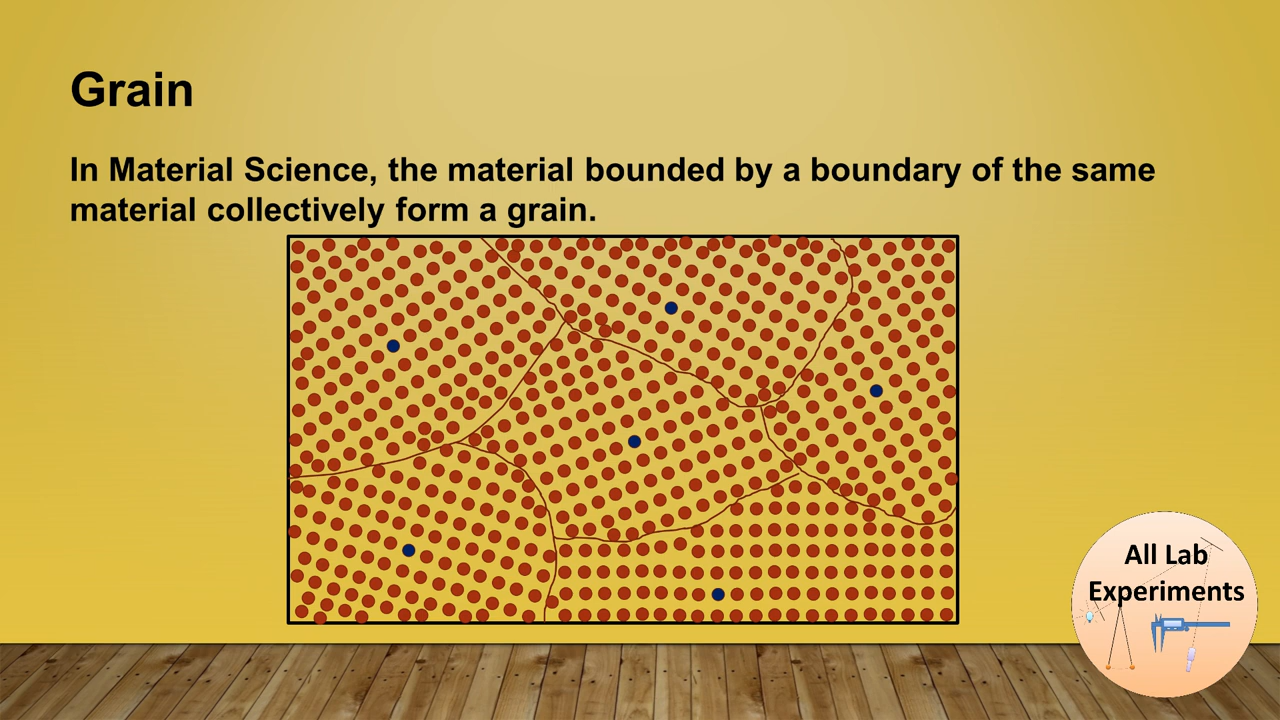 Grain
In Material Science, the material bounded by a boundary of the same
material collectively form a grain.
All Lab
Experiments